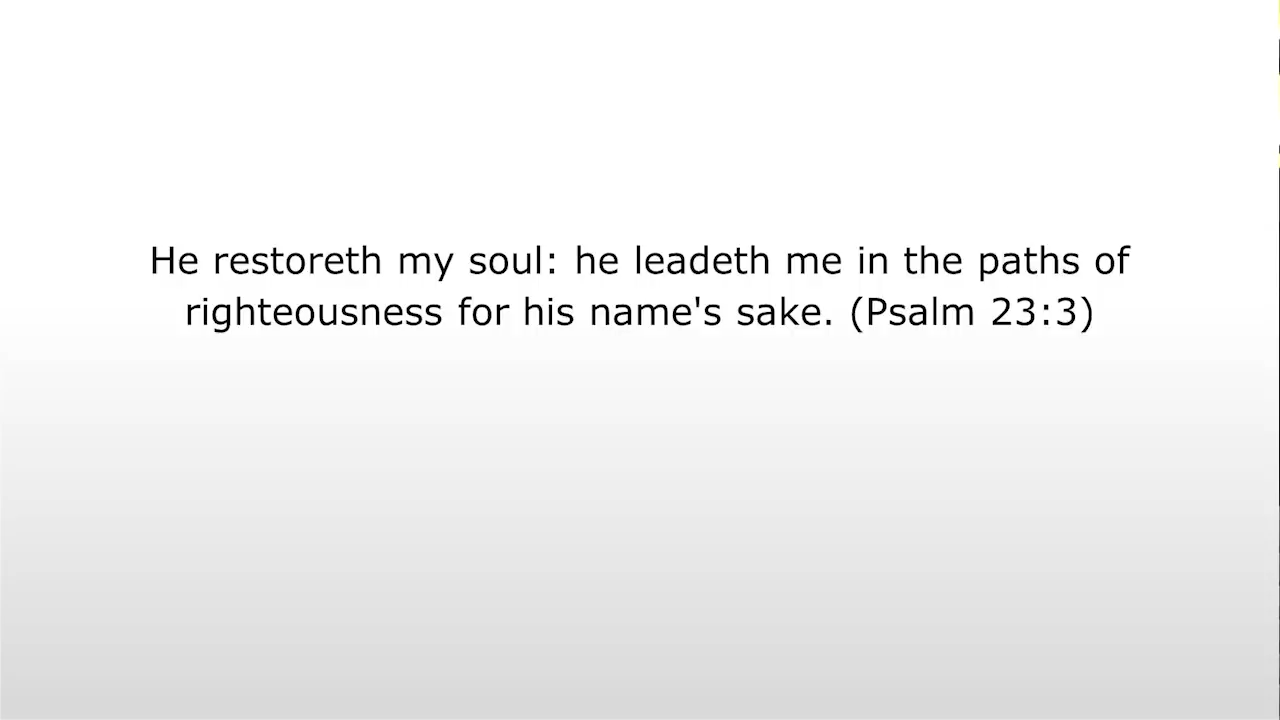 He restoreth my soul: he leadeth me in the paths of
righteousness for his name's sake. (Psalm 23:3)